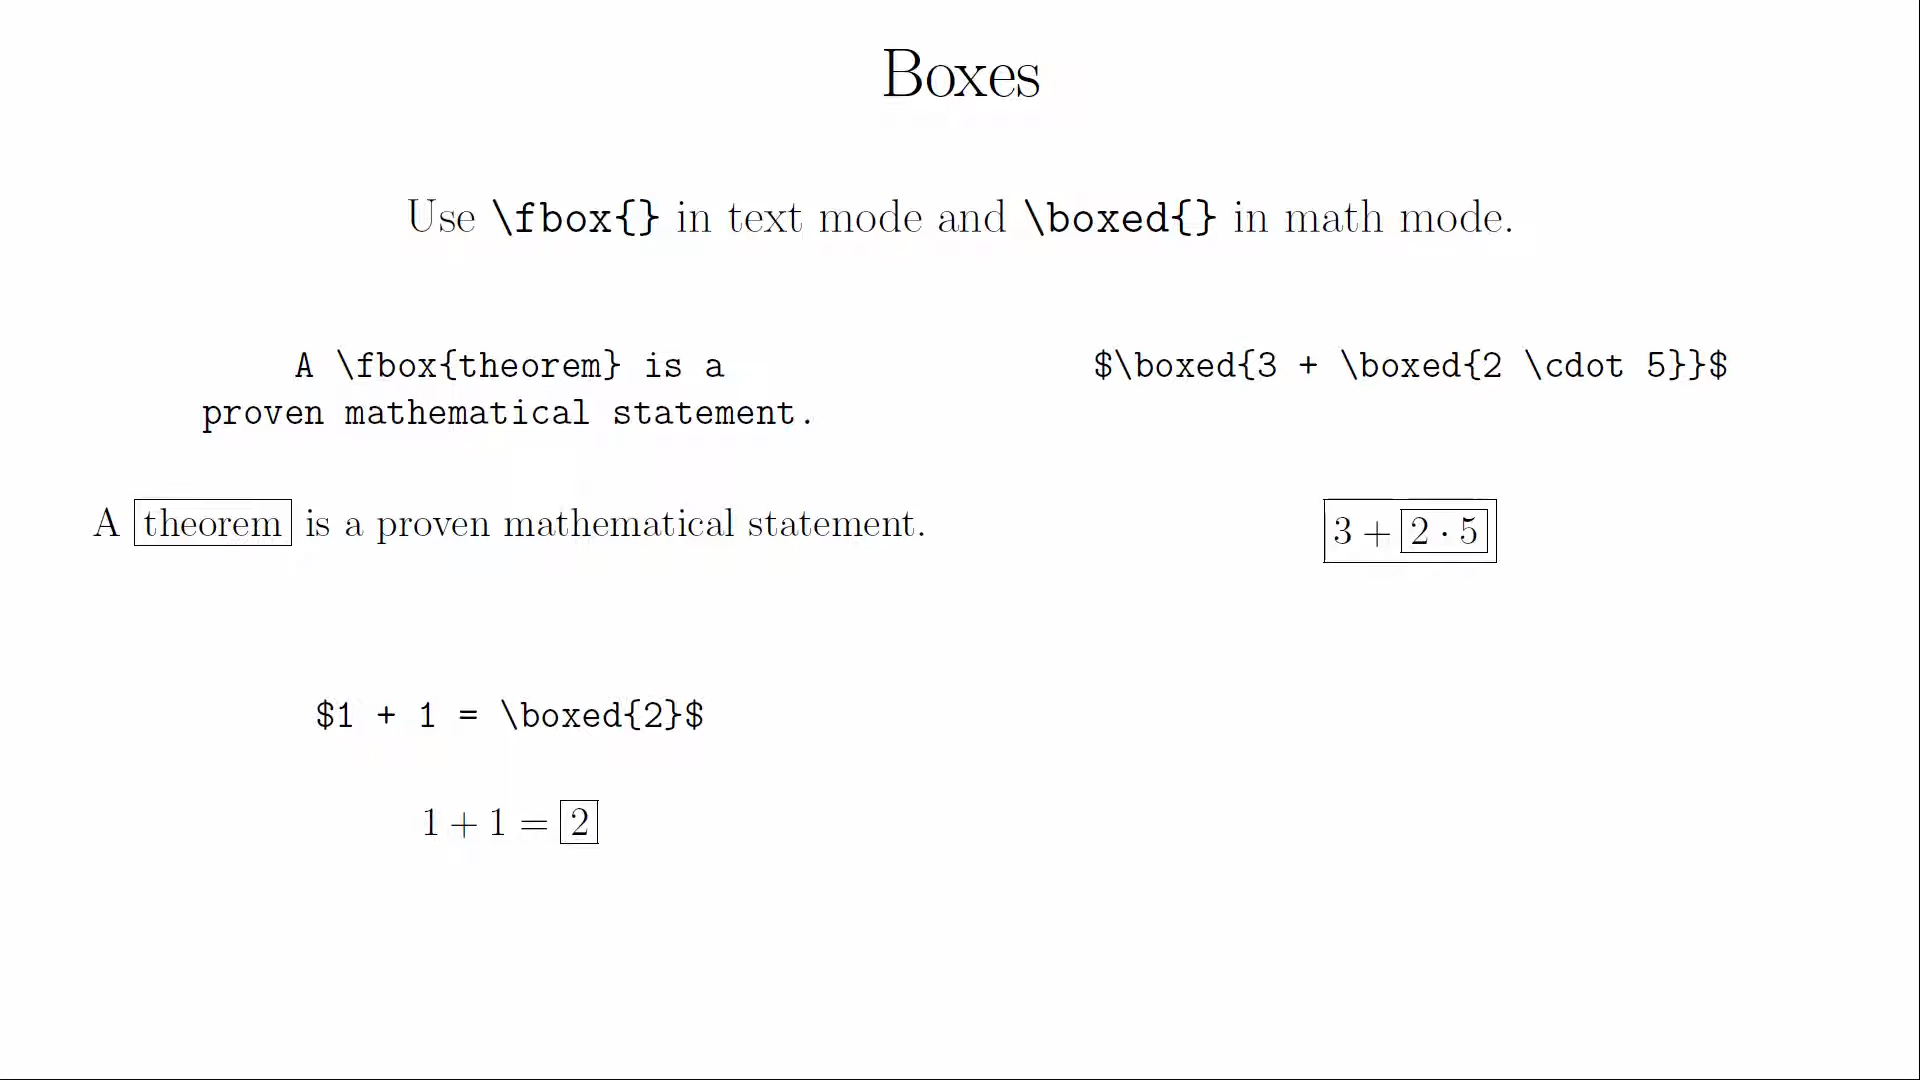 Boxes
Use \fbox{} in text mode and \boxed{} in math mode.
A \fbox{theorem} is a
proven mathematical statement.
A theorem is a proven mathematical statement.
$1 + 1 = \boxed{2}$
1 + 1 = 2
$\boxed{3 + \boxed{2 \cdot 5}}$
3 + 2 · 5